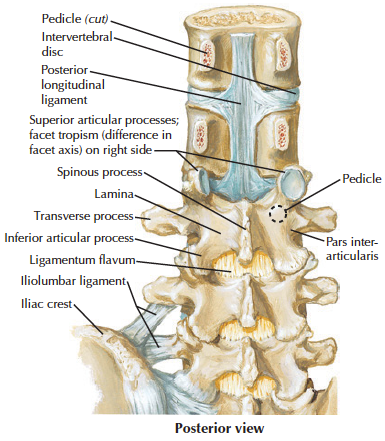 Pedicle (cut)
Intervertebral
disc
Posterior
longitudinal
ligament
Superior articular processes;
facet tropism (difference in
facet axis) on right side
Spinous process
Lamina
Transverse process
Inferior articular process
Ligamentum flavum
Iliolumbar ligament
Iliac crest
Pedicle
Pars inter-
articularis
Posterior view